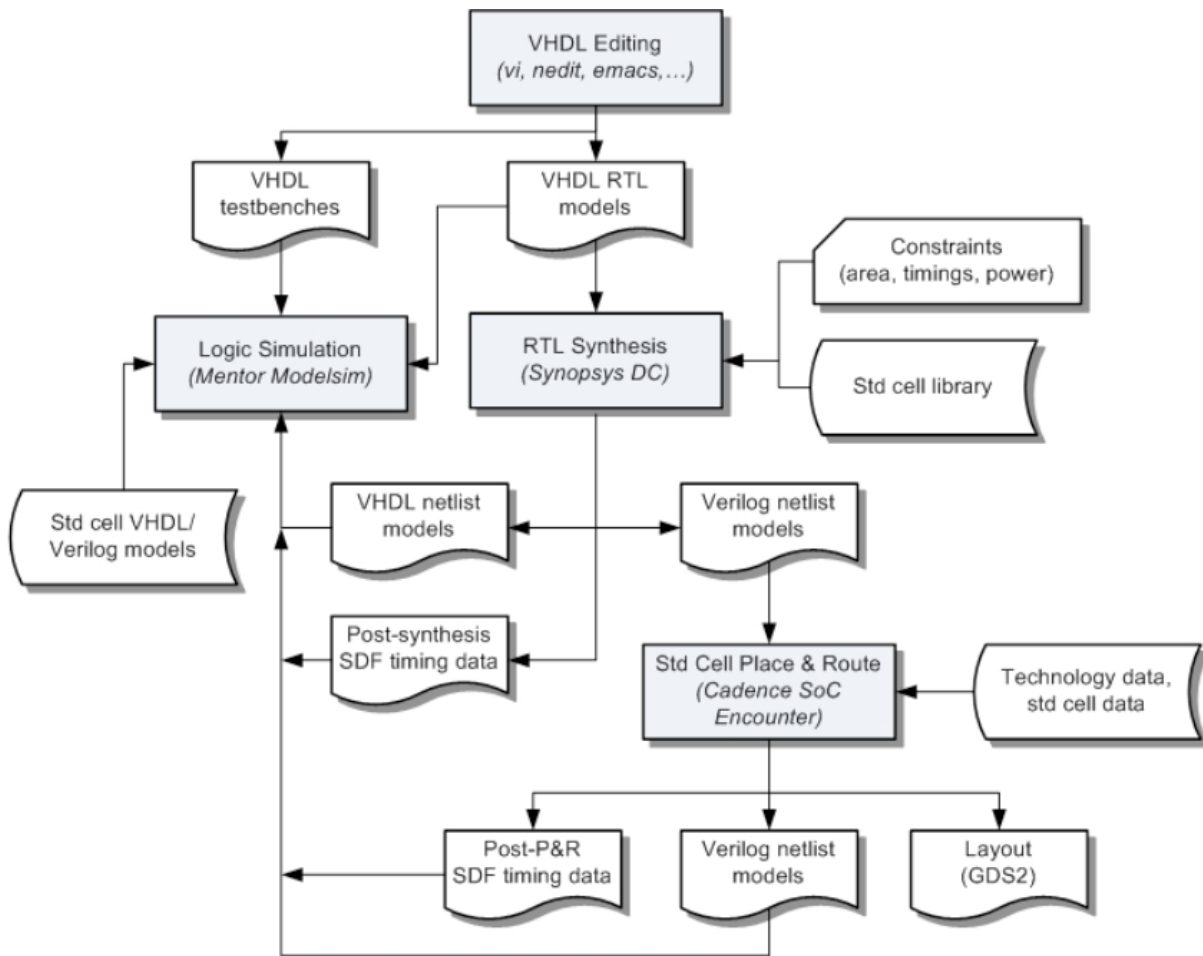 VHDL Editing
(vi, nedit, emacs,...)
VHDL
testbenches
VHDL RTL
models
Constraints
(area, timings, power)
Logic Simulation
(Mentor Modelsim)
RTL Synthesis
(Synopsys DC)
Std cell library
Std cell VHDL/
Verilog models
VHDL netlist
models
Verilog netlist
models
Post-synthesis
SDF timing data
Std Cell Place & Route
(Cadence SoC
Encounter)
Technology data,
std cell data
Post-P&R
SDF timing data
Verilog netlist
models
Layout
(GDS2)